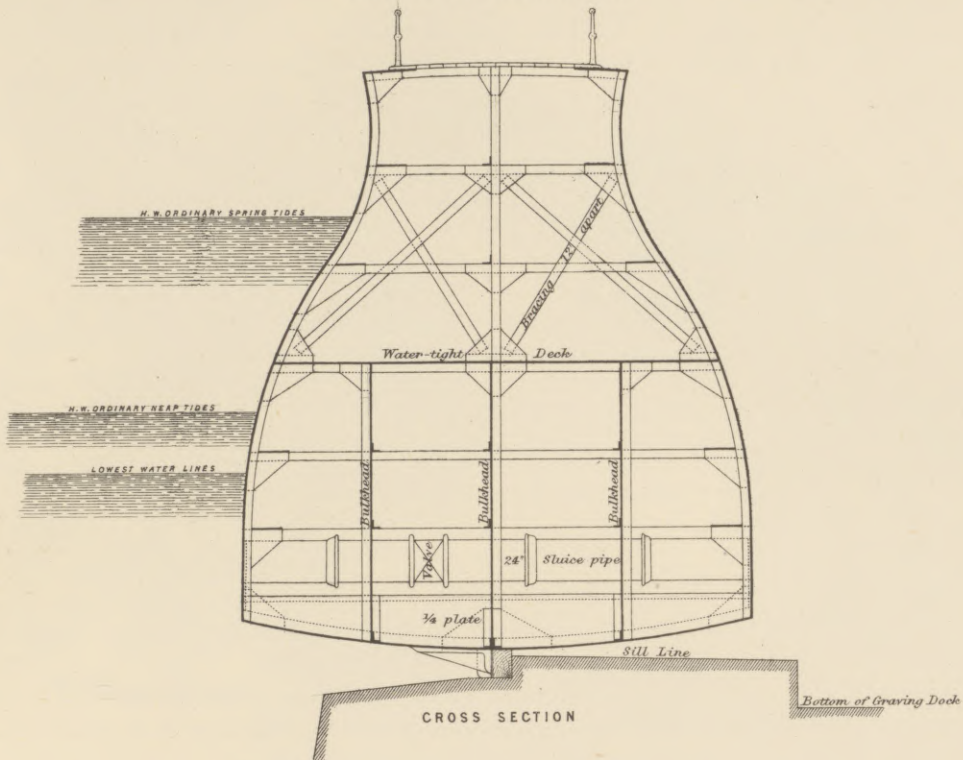 H.W. ORDINARY SPRING TIDES
Bracing 12" apart
Water-tight Deck
H.W. ORDINARY NEAP TIDES
LOWEST WATER LINES
Bulkhead
Bulkhead
Bulkhead
Valve
24" Sluice pipe
3/4 plate
Sill Line
Bottom of Graving Dock
CROSS SECTION